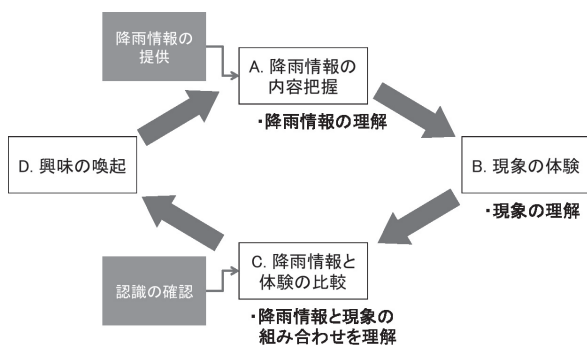 降雨情報の
提供
A. 降雨情報の
内容把握
・降雨情報の理解
D. 興味の喚起
B. 現象の体験
・現象の理解
C. 降雨情報と
体験の比較
認識の確認
・降雨情報と現象の
組み合わせを理解